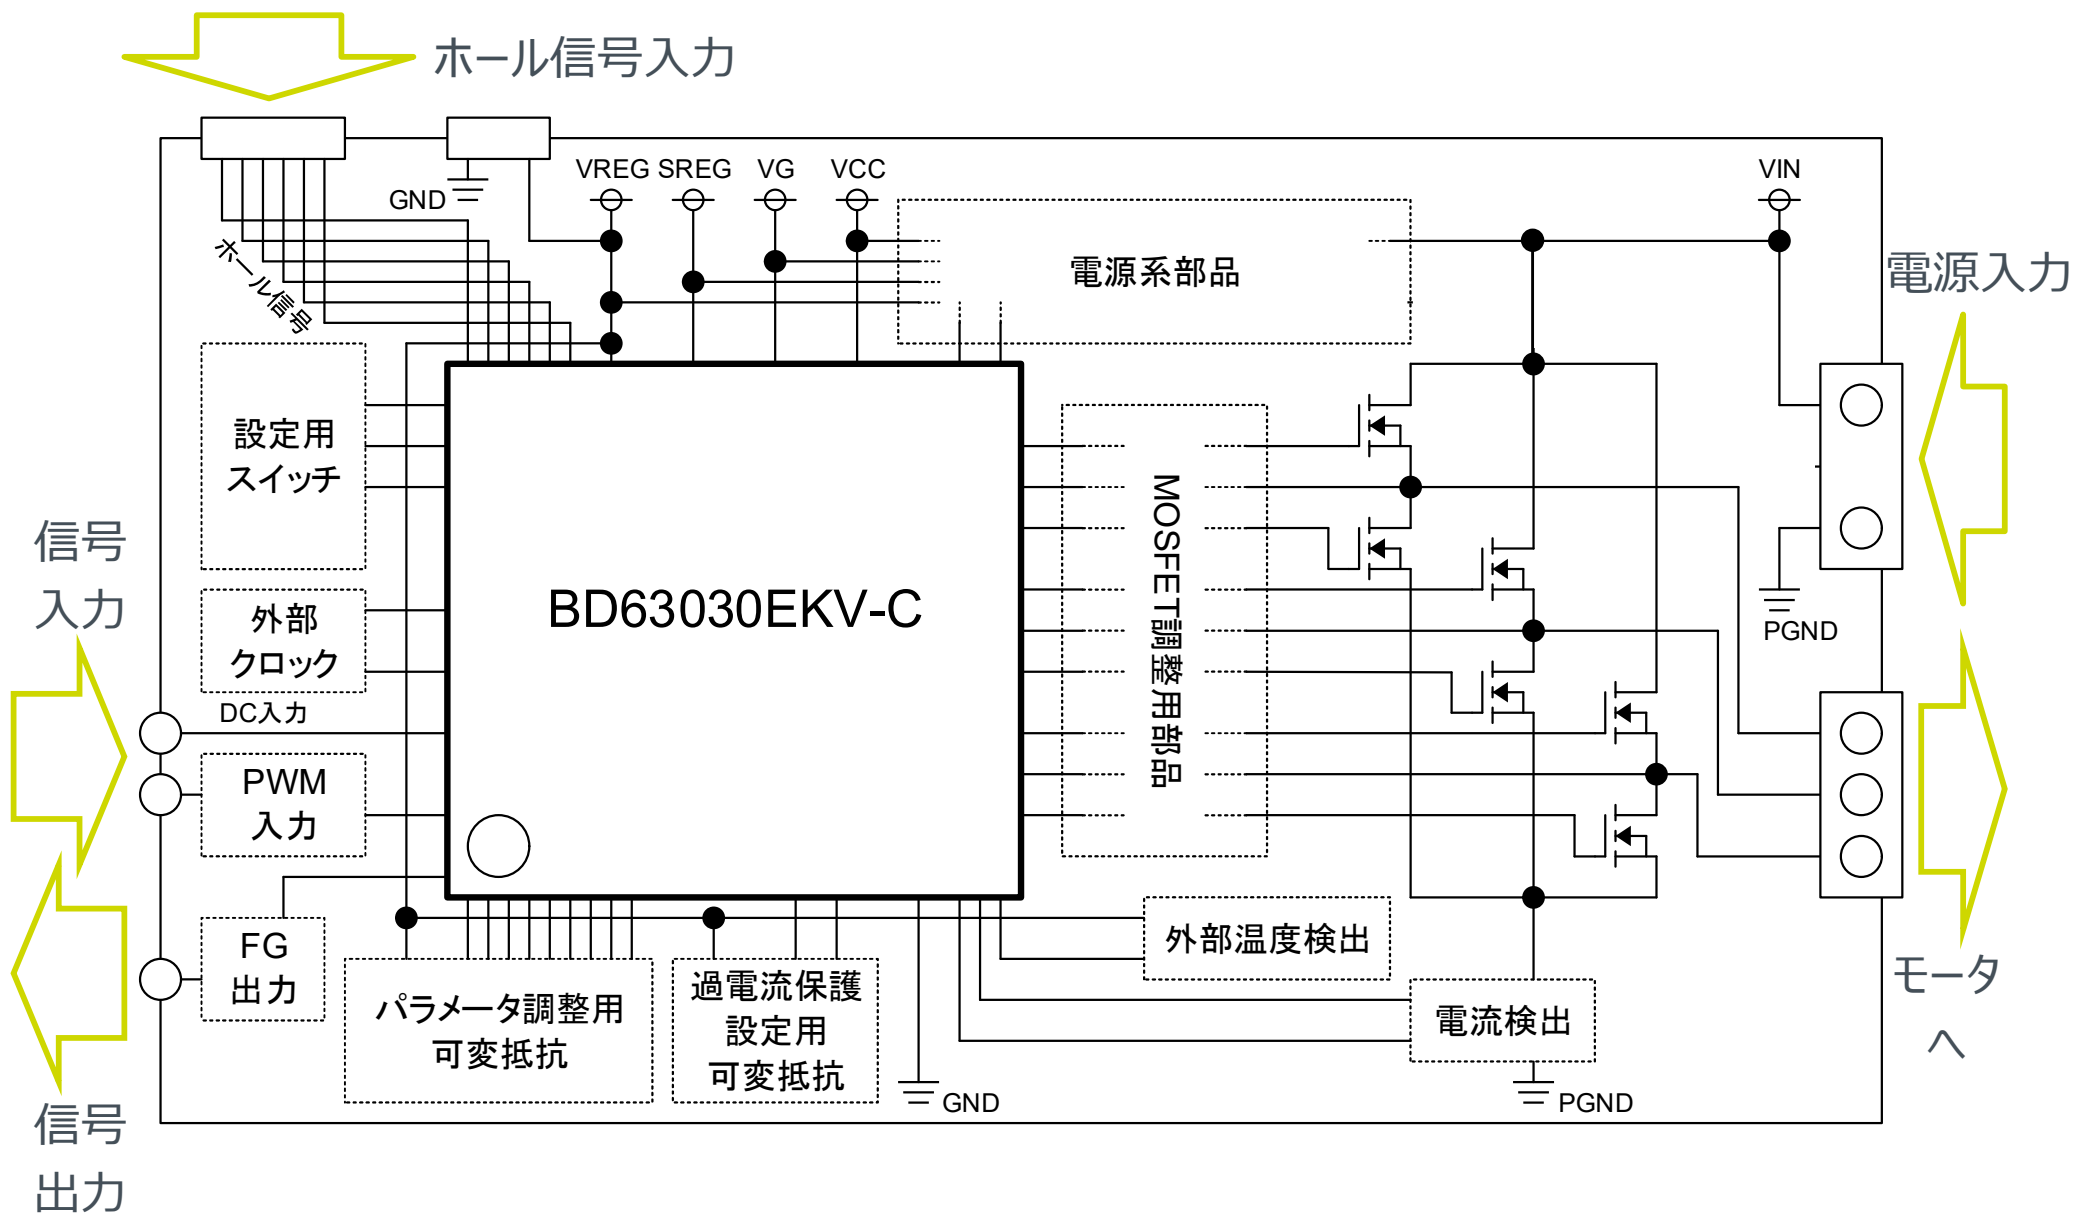 ホール信号入力
VREG
SREG
VG
VCC
VIN
GND
ホール信号
電源系部品
電源入力
設定用
スイッチ
信号
入力
外部
クロック
BD63030EKV-C
MOSFET調整用部品
PGND
DC入力
PWM
入力
FG
出力
外部温度検出
パラメータ調整用
可変抵抗
過電流保護
設定用
可変抵抗
電流検出
モータ
へ
GND
PGND
信号
出力